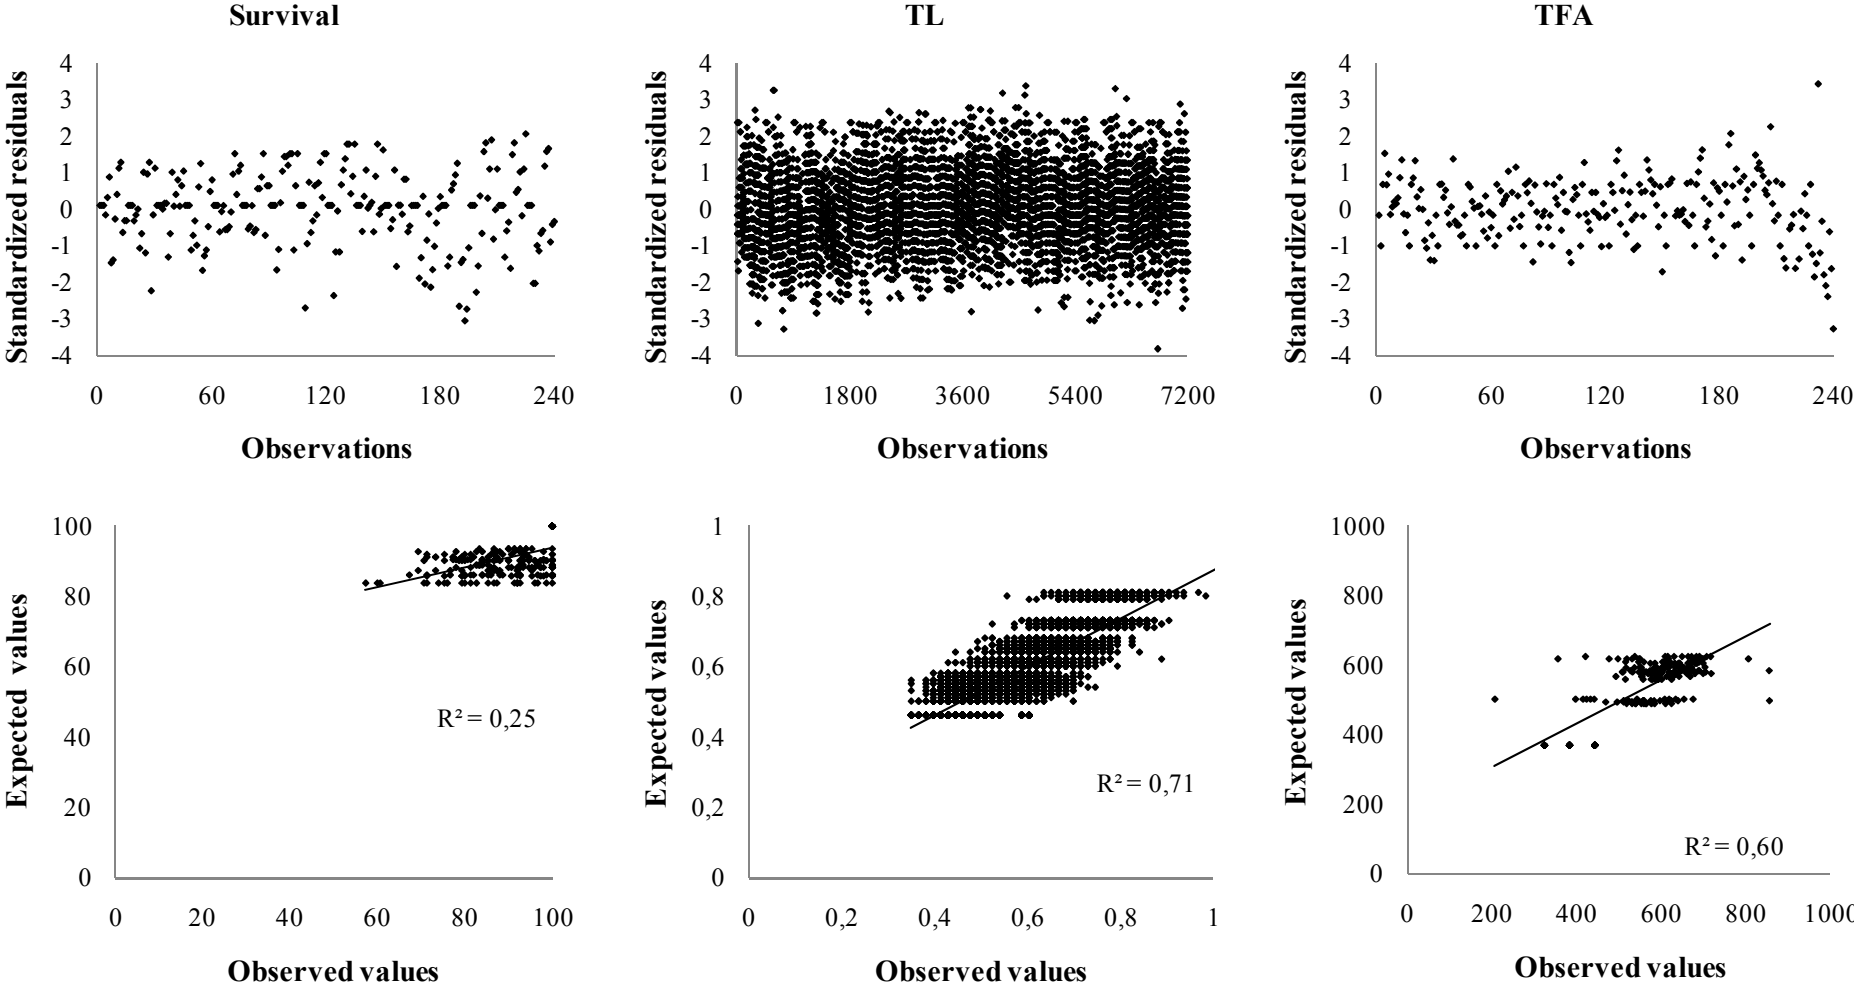 Survival
TL
TFA
Standardized residuals
4
3
2
1
0
-1
-2
-3
-4
0 60 120 180 240
Observations
Standardized residuals
4
3
2
1
0
-1
-2
-3
-4
0 1800 3600 5400 7200
Observations
Standardized residuals
4
3
2
1
0
-1
-2
-3
-4
0 60 120 180 240
Observations
Expected values
100
80
60
40
20
0
R² = 0,25
0 20 40 60 80 100
Observed values
Expected values
1
0,8
0,6
0,4
0,2
0
R² = 0,71
0 0,2 0,4 0,6 0,8 1
Observed values
Expected values
1000
800
600
400
200
0
R² = 0,60
0 200 400 600 800 1000
Observed values